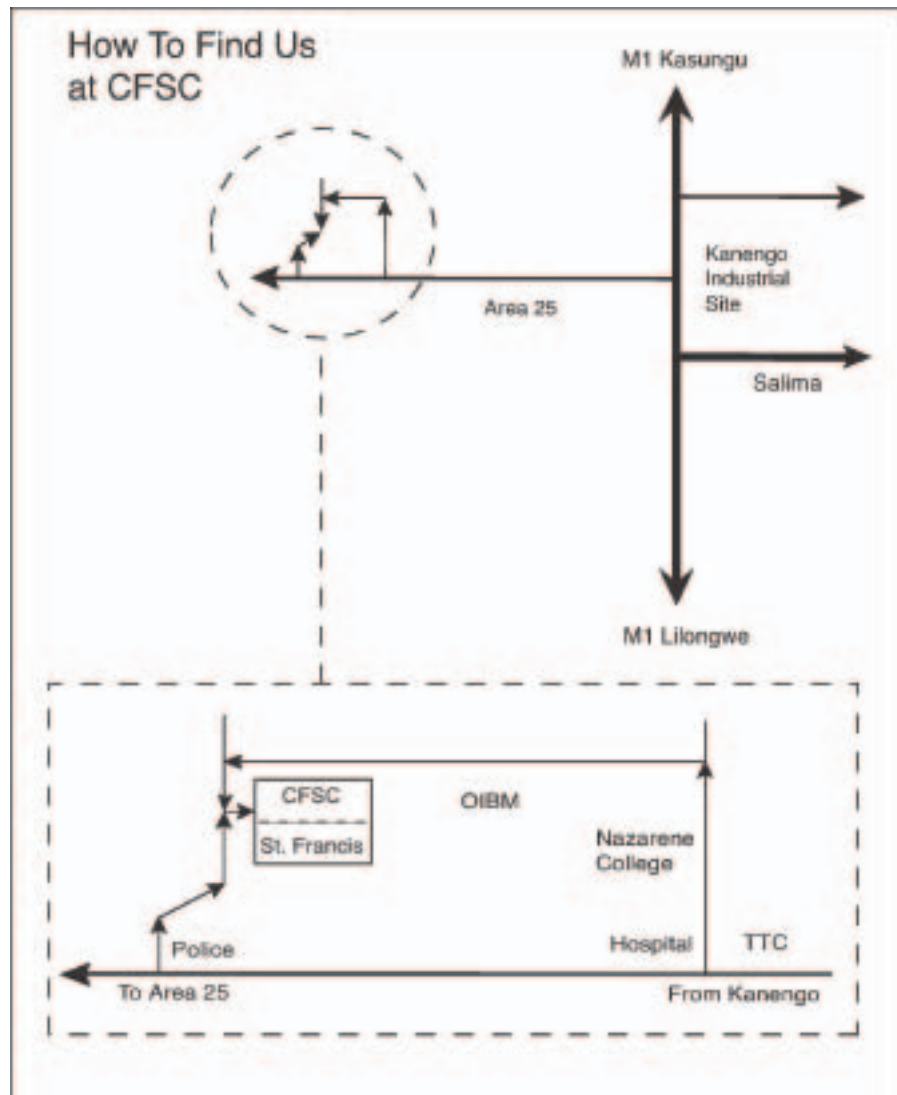 How To Find Us
at CFSC
M1 Kasungu
Kanengo
Industrial
Site
Area 25
Salima
M1 Lilongwe
CFSC
St. Francis
OIBM
Nazarene
College
Police
Hospital
TTC
To Area 25
From Kanengo